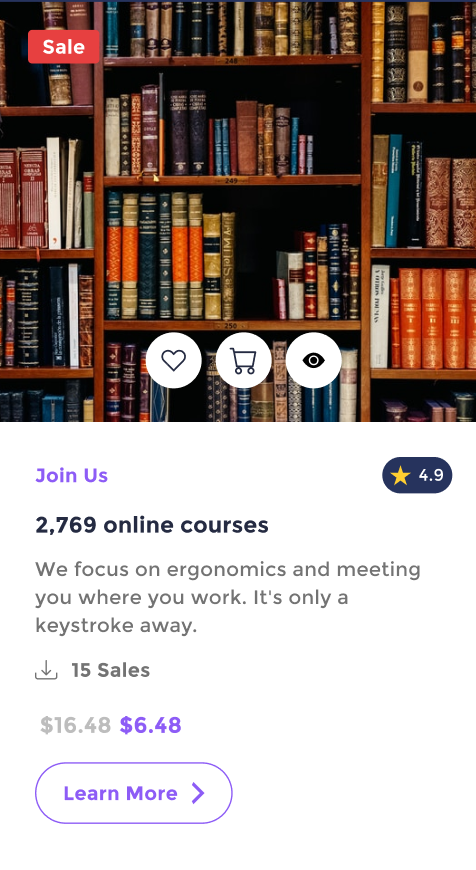 Sale
248
249
250
Join Us
4.9
2,769 online courses
We focus on ergonomics and meeting
you where you work. It's only a
keystroke away.
15 Sales
$16.48 $6.48
Learn More